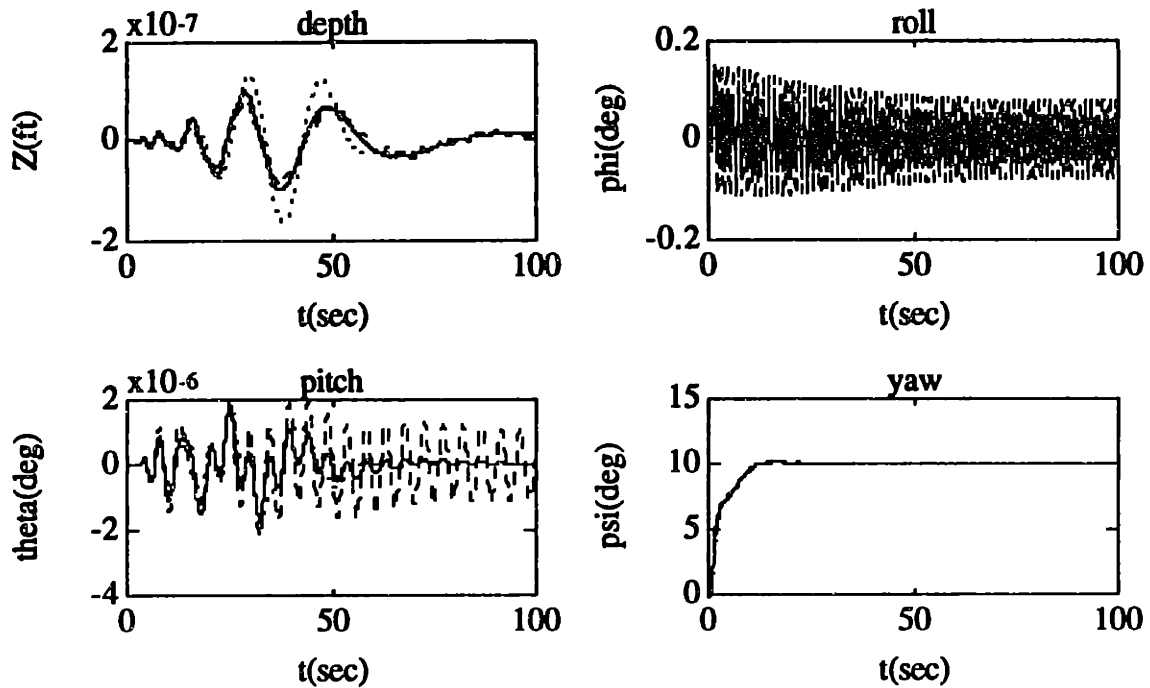 x10-7
depth
2
0
-2
Z(ft)
0
50
100
t(sec)
roll
0.2
0
-0.2
phi(deg)
0
50
100
t(sec)
x10-6
pitch
2
0
-2
-4
theta(deg)
0
50
100
t(sec)
yaw
15
10
5
0
psi(deg)
0
50
100
t(sec)